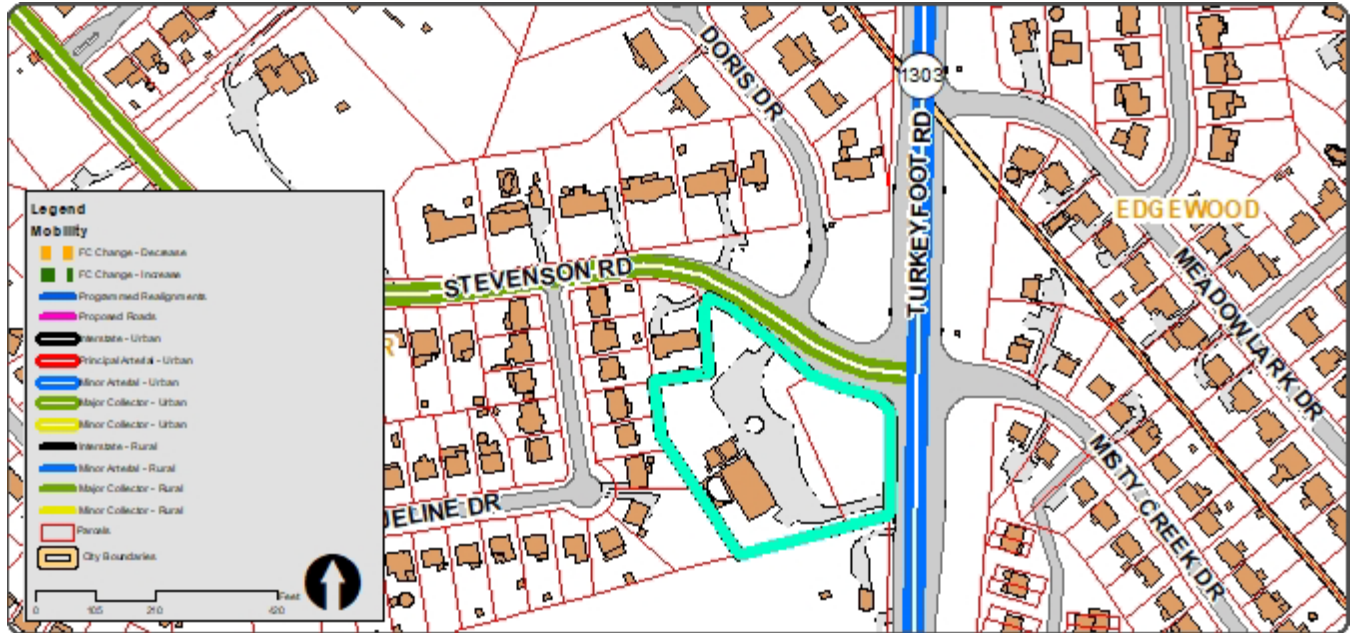 DORIS DR
1303
TURKEYFOOT RD
EDGEWOOD
MEADOWLARK DR
STEVENSON RD
R
MISTY CREEK DR
JELINE DR
Legend
Mobility
FC Change - Decrease
FC Change - Increase
Programmed Realignments
Proposed Roads
Interstate - Urban
Principal Arterial - Urban
Minor Arterial - Urban
Major Collector - Urban
Minor Collector - Urban
Interstate - Rural
Minor Arterial - Rural
Major Collector - Rural
Minor Collector - Rural
Parcels
City Boundaries
Feet
0 105 210 420